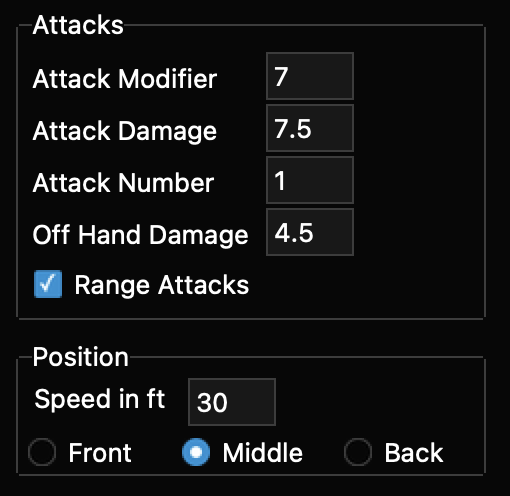 Attacks
Attack Modifier 7
Attack Damage 7.5
Attack Number 1
Off Hand Damage 4.5
Range Attacks
Position
Speed in ft 30
Front Middle Back